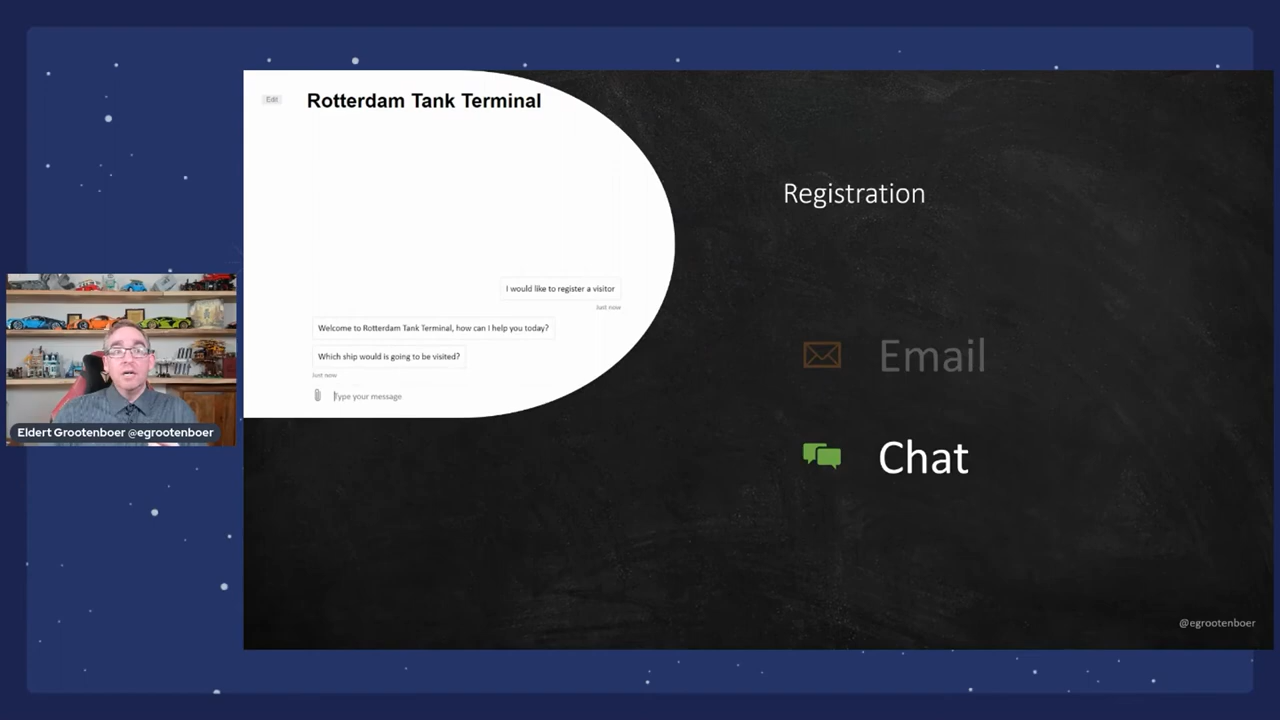 Edit
Rotterdam Tank Terminal
I would like to register a visitor
Just now
Welcome to Rotterdam Tank Terminal, how can I help you today?
Which ship would is going to be visited?
Just now
Type your message
Registration
Email
Chat
Eldert Grootenboer @egrootenboer
@egrootenboer